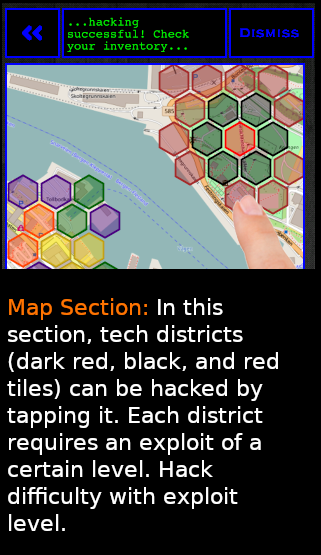 ...hacking
successful! Check
your inventory...
«
Dismiss
Skoltegrunnskaien
Map Section: In this
section, tech districts
(dark red, black, and red
tiles) can be hacked by
tapping it. Each district
requires an exploit of a
certain level. Hack
difficulty with exploit
level.